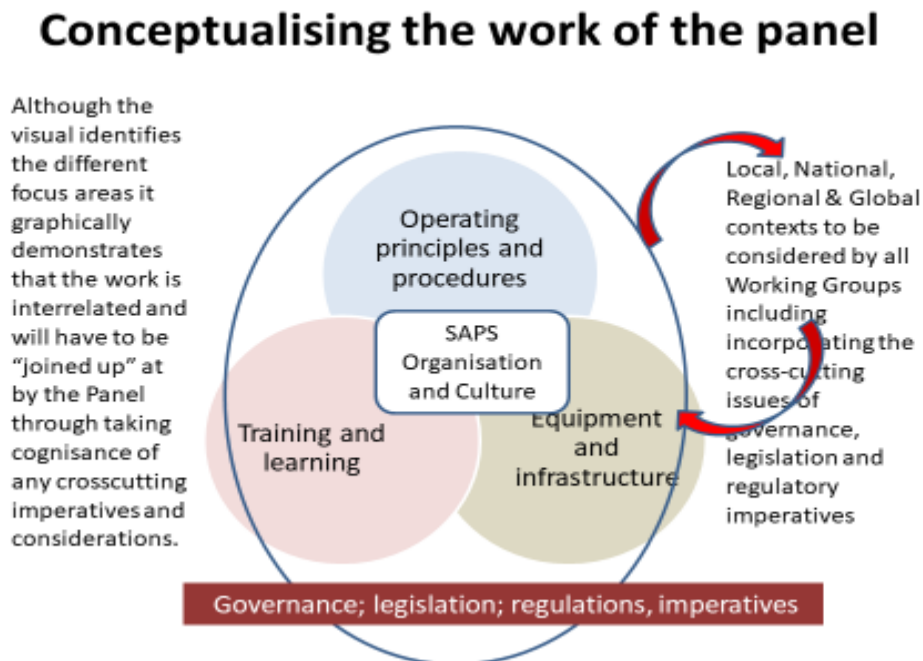 Conceptualising the work of the panel
Although the
visual identifies
the different
focus areas it
graphically
demonstrates
that the work is
interrelated and
will have to be
“joined up” at
by the Panel
through taking
cognisance of
any crosscutting
imperatives and
considerations.
Operating
principles and
procedures
SAPS
Organisation
and Culture
Training and
learning
Equipment
and
infrastructure
Local, National,
Regional & Global
contexts to be
considered by all
Working Groups
including
incorporating the
cross-cutting
issues of
governance,
legislation and
regulatory
imperatives
Governance; legislation; regulations, imperatives